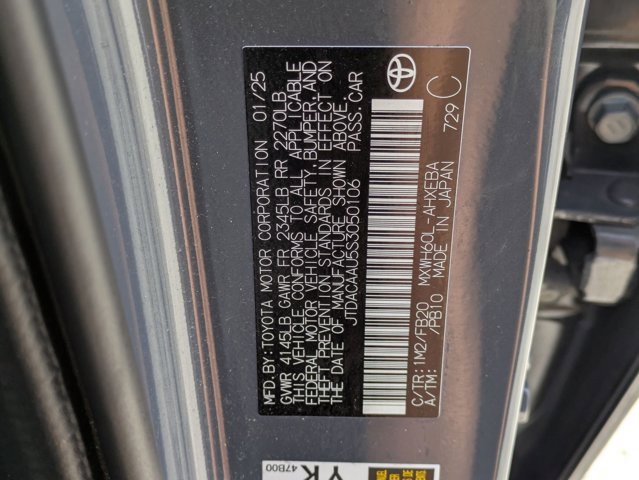 MFD.BY:TOYOTA MOTOR CORPORATION 01/25
GVWR 4145LB GAWR FR 2345LB RR 2270LB
THIS VEHICLE CONFORMS TO ALL APPLICABLE
FEDERAL MOTOR VEHICLE SAFETY,BUMPER,AND
THEFT PREVENTION STANDARDS IN EFFECT ON
THE DATE OF MANUFACTURE SHOWN ABOVE.
JTDACAAU5S3050106 PASS.CAR
C/TR:1M2/FB20 MXWH60L-AHXEBA
A/TM: /PB10 MADE IN JAPAN
729 C
47B00
YK